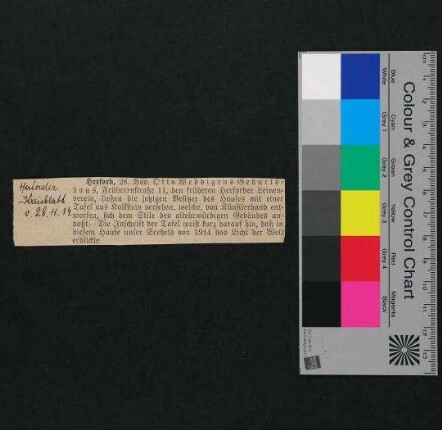 Herforder
Kreisblatt
v. 28.11.14
Herford, 28. Nov. Otto Weddigens Geburts-
haus, Frühherrnstraße 11, den früheren Herforder Leinen-
verein, ließen die jetzigen Besitzer des Hauses mit einer
Tafel aus Kalkstein versehen, welche, von Künstlerhand ent-
worfen, sich dem Stile des altehrwürdigen Gebäudes an-
paßt. Die Inschrift der Tafel weist kurz darauf hin, daß in
diesem Hause unser Seeheld von 1914 das Licht der Welt
erblickte.
Colour & Grey Control Chart
Blue
Cyan
Green
Yellow
Red
Magenta
White
Grey 1
Grey 2
Grey 3
Grey 4
Black